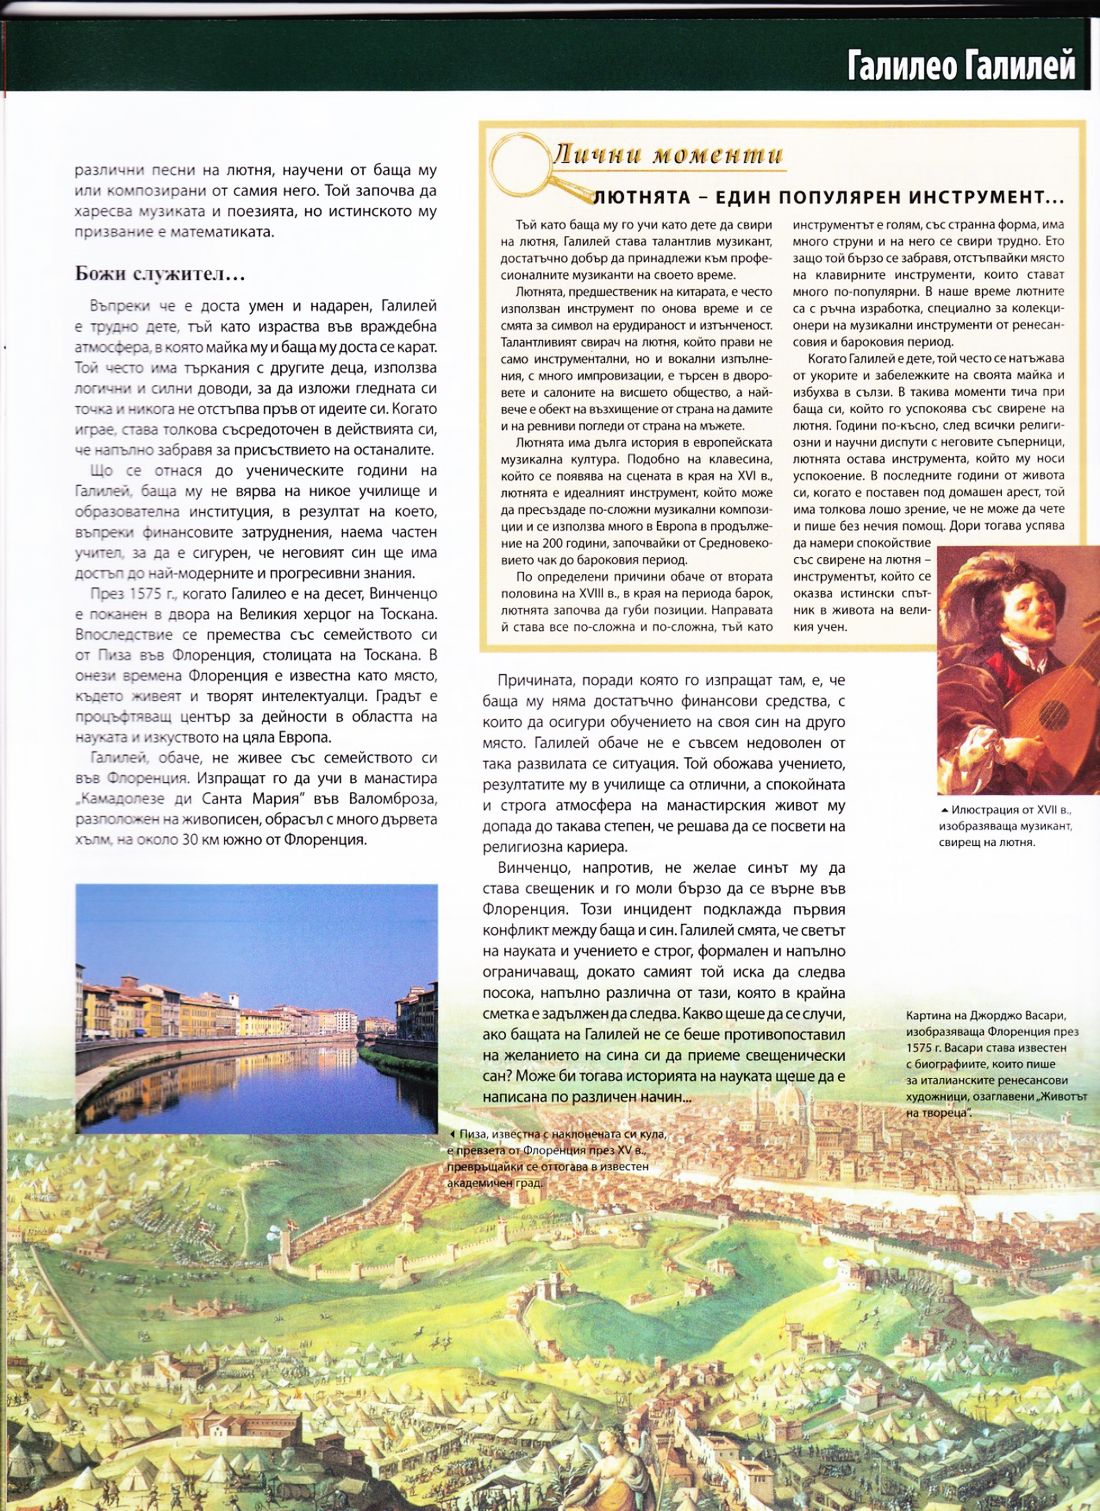 Галилео Галилей
различни песни на лютня, научени от баща му
или композирани от самия него. Той започва да
харесва музиката и поезията, но истинското му
призвание е математиката.
Божи служител...
Въпреки че е доста умен и надарен, Галилей
е трудно дете, тъй като израства във враждебна
атмосфера, в която майка му и баща му доста се карат.
Той често има търкания с другите деца, използва
логични и силни доводи, за да изложи гледната си
точка и никога не отстъпва пръв от идеите си. Когато
играе, става толкова съсредоточен в действията си,
че напълно забравя за присъствието на останалите.
Що се отнася до ученическите години на
Галилей, баща му не вярва на никое училище и
образователна институция, в резултат на което,
въпреки финансовите затруднения, наема частен
учител, за да е сигурен, че неговият син ще има
достъп до най-модерните и прогресивни знания.
През 1575 г., когато Галилео е на десет, Винченцо
е поканен в двора на Великия херцог на Тоскана.
Впоследствие се премества със семейството си
от Пиза във Флоренция, столицата на Тоскана. В
онези времена Флоренция е известна като място,
където живеят и творят интелектуалци. Градът е
процъфтяващ център за дейности в областта на
науката и изкуството на цяла Европа.
Галилей, обаче, не живее със семейството си
във Флоренция. Изпращат го да учи в манастира
„Камадолезе ди Санта Мария” във Валомброза,
разположен на живописен, обрасъл с много дървета
хълм, на около 30 км южно от Флоренция.
Лични моменти
ЛЮТНЯТА – ЕДИН ПОПУЛЯРЕН ИНСТРУМЕНТ...
Тъй като баща му го учи като дете да свири
на лютня, Галилей става талантлив музикант,
достатъчно добър да принадлежи към профе-
сионалните музиканти на своето време.
Лютнята, предшественик на китарата, е често
използван инструмент по онова време и се
смята за символ на ерудираност и изтънченост.
Талантливият свирач на лютня, който прави не
само инструментални, но и вокални изпълне-
ния, с много импровизации, е търсен в дворо-
вете и салоните на висшето общество, а най-
вече е обект на възхищение от страна на дамите
и на ревниви погледи от страна на мъжете.
Лютнята има дълга история в европейската
музикална култура. Подобно на клавесина,
който се появява на сцената в края на XVI в.,
лютнята е идеалният инструмент, който може
да пресъздаде по-сложни музикални компози-
ции и се използва много в Европа в продълже-
ние на 200 години, започвайки от Средновеко-
вието чак до бароковия период.
По определени причини обаче от втората
половина на XVIII в., в края на периода барок,
лютнята започва да губи позиции. Направата
й става все по-сложна и по-сложна, тъй като
инструментът е голям, със странна форма, има
много струни и на него се свири трудно. Ето
защо той бързо се забравя, отстъпвайки място
на клавирните инструменти, които стават
много по-популярни. В наше време лютните
са с ръчна изработка, специално за колекци-
онери на музикални инструменти от ренесан-
совия и бароковия период.
Когато Галилей е дете, той често се натъжава
от укорите и забележките на своята майка и
избухва в сълзи. В такива моменти тича при
баща си, който го успокоява със свирене на
лютня. Години по-късно, след всички религи-
озни и научни диспути с неговите съперници,
лютнята остава инструмента, който му носи
успокоение. В последните години от живота
си, когато е поставен под домашен арест, той
има толкова лошо зрение, че не може да чете
и пише без нечия помощ. Дори тогава успява
да намери спокойствие
със свирене на лютня –
инструментът, който се
оказва истински спът-
ник в живота на вели-
кия учен.
Илюстрация от XVII в.,
изобразяваща музикант,
свирещ на лютня.
Причината, поради която го изпращат там, е, че
баща му няма достатъчно финансови средства, с
които да осигури обучението на своя син на друго
място. Галилей обаче не е съвсем недоволен от
така развилата се ситуация. Той обожава учението,
резултатите му в училище са отлични, а спокойната
и строга атмосфера на манастирския живот му
допада до такава степен, че решава да се посвети на
религиозна кариера.
Винченцо, напротив, не желае синът му да
става свещеник и го моли бързо да се върне във
Флоренция. Този инцидент подклажда първия
конфликт между баща и син. Галилей смята, че светът
на науката и учението е строг, формален и напълно
ограничаващ, докато самият той иска да следва
посока, напълно различна от тази, която в крайна
сметка е задължен да следва. Какво щеше да се случи,
ако бащата на Галилей не се беше противопоставил
на желанието на сина си да приеме свещенически
сан? Може би тогава историята на науката щеше да е
написана по различен начин...
Картина на Джорджо Васари,
изобразяваща Флоренция през
1575 г. Васари става известен
с биографиите, които пише
за италианските ренесансови
художници, озаглавени „Животът
на твореца”.
Пиза, известна с наклонената си кула,
е превзета от Флоренция през XV в.,
превръщайки се оттогава в известен
академичен град.